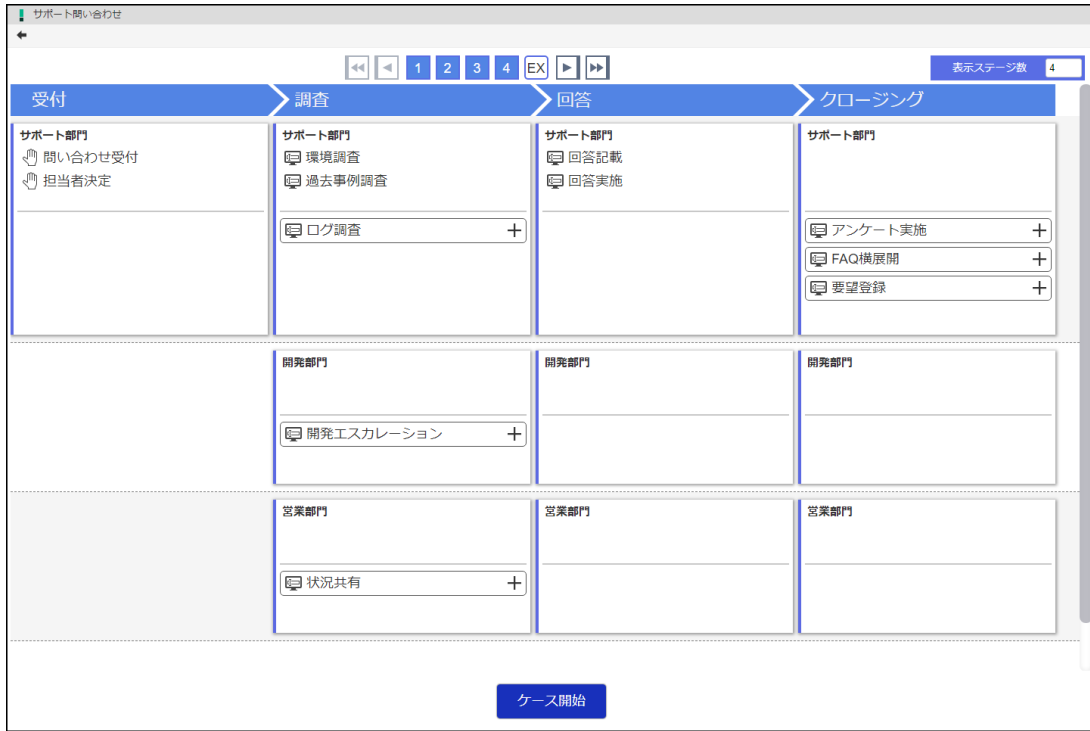 サポート問い合わせ
1 2 3 4 EX
表示ステージ数 4
受付 調査 回答 クロージング
サポート部門
問い合わせ受付
担当者決定
サポート部門
環境調査
過去事例調査
ログ調査
サポート部門
回答記載
回答実施
サポート部門
アンケート実施
FAQ横展開
要望登録
開発部門
開発エスカレーション
開発部門
開発部門
営業部門
状況共有
営業部門
営業部門
ケース開始